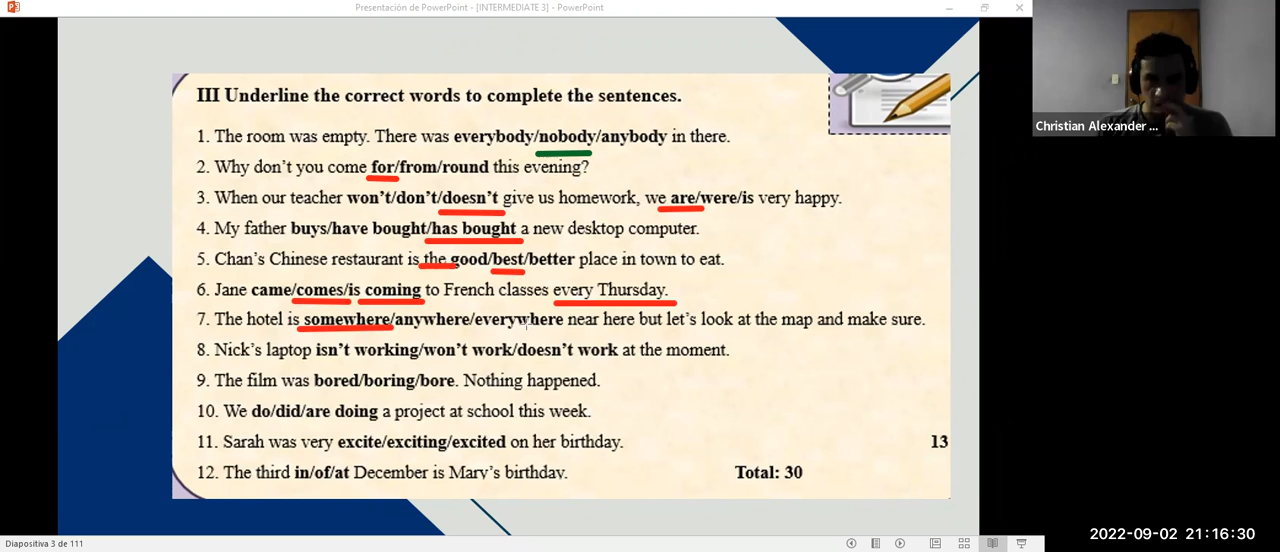 Presentación de PowerPoint - [INTERMEDIATE 3] - PowerPoint
III Underline the correct words to complete the sentences.
1. The room was empty. There was everybody/nobody/anybody in there.
2. Why don't you come for/from/round this evening?
3. When our teacher won't/don't/doesn't give us homework, we are/were/is very happy.
4. My father buys/have bought/has bought a new desktop computer.
5. Chan's Chinese restaurant is the good/best/better place in town to eat.
6. Jane came/comes/is coming to French classes every Thursday.
7. The hotel is somewhere/anywhere/everywhere near here but let's look at the map and make sure.
8. Nick's laptop isn't working/won't work/doesn't work at the moment.
9. The film was bored/boring/bore. Nothing happened.
10. We do/did/are doing a project at school this week.
11. Sarah was very excite/exciting/excited on her birthday. 13
12. The third in/of/at December is Mary's birthday. Total: 30
Christian Alexander ...
Diapositiva 3 de 111
2022-09-02 21:16:30